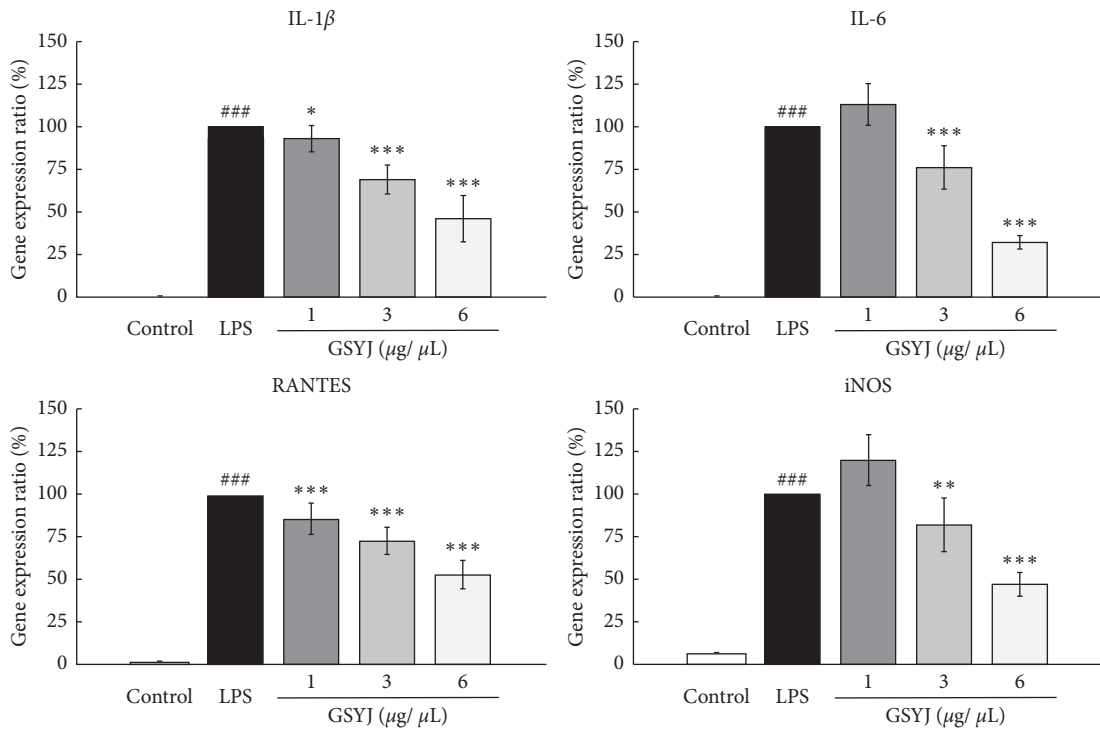 IL-1β
Gene expression ratio (%)
150
125
100
75
50
25
0
###
*
***
***
Control LPS 1 3 6
GSYJ (μg/ μL)
IL-6
Gene expression ratio (%)
150
125
100
75
50
25
0
###
***
***
Control LPS 1 3 6
GSYJ (μg/ μL)
RANTES
Gene expression ratio (%)
150
125
100
75
50
25
0
###
***
***
***
Control LPS 1 3 6
GSYJ (μg/ μL)
iNOS
Gene expression ratio (%)
150
125
100
75
50
25
0
###
**
***
Control LPS 1 3 6
GSYJ (μg/ μL)